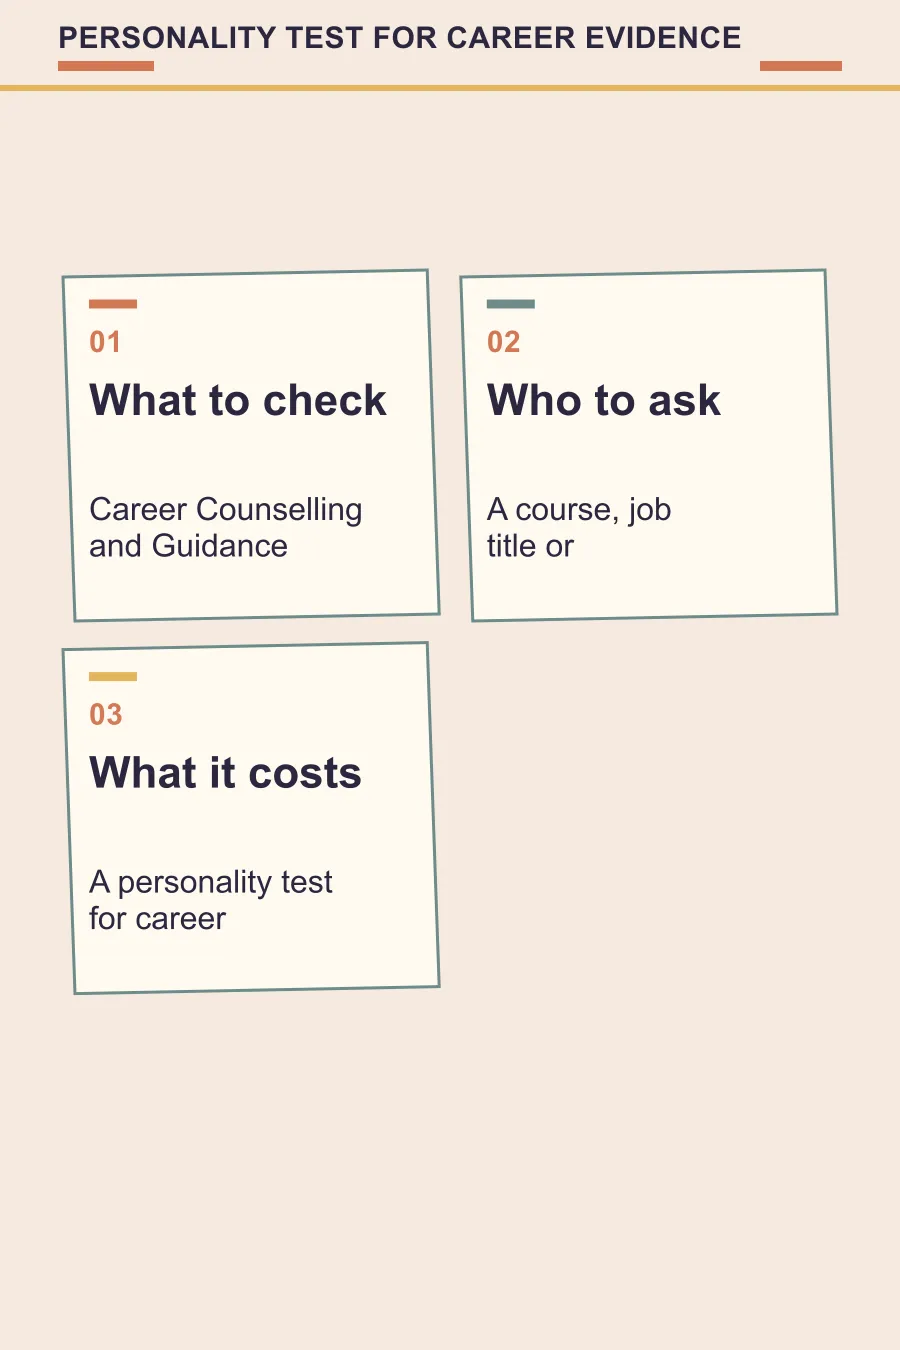 PERSONALITY TEST FOR CAREER EVIDENCE
01
What to check
Career Counselling
and Guidance
02
Who to ask
A course, job
title or
03
What it costs
A personality test
for career